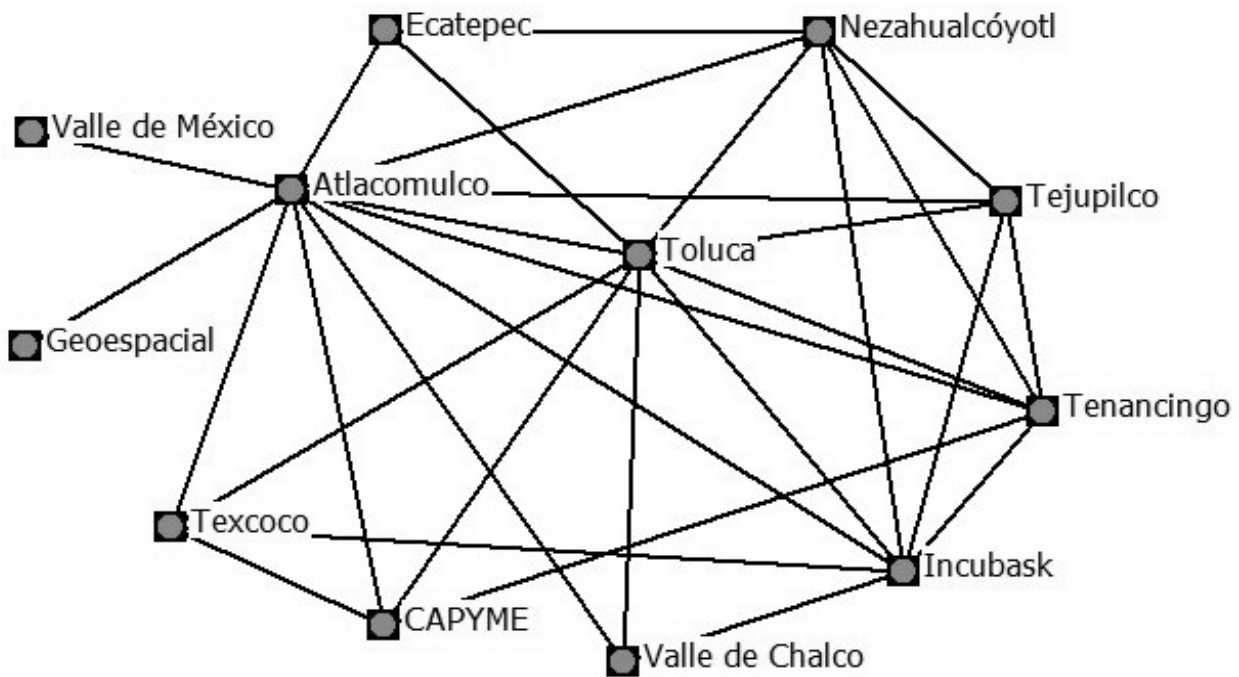 Ecatepec
Nezahualcóyotl
Valle de México
Atlacomulco
Tejupilco
Toluca
Geoespacial
Tenancingo
Texcoco
Incubask
CAPYME
Valle de Chalco